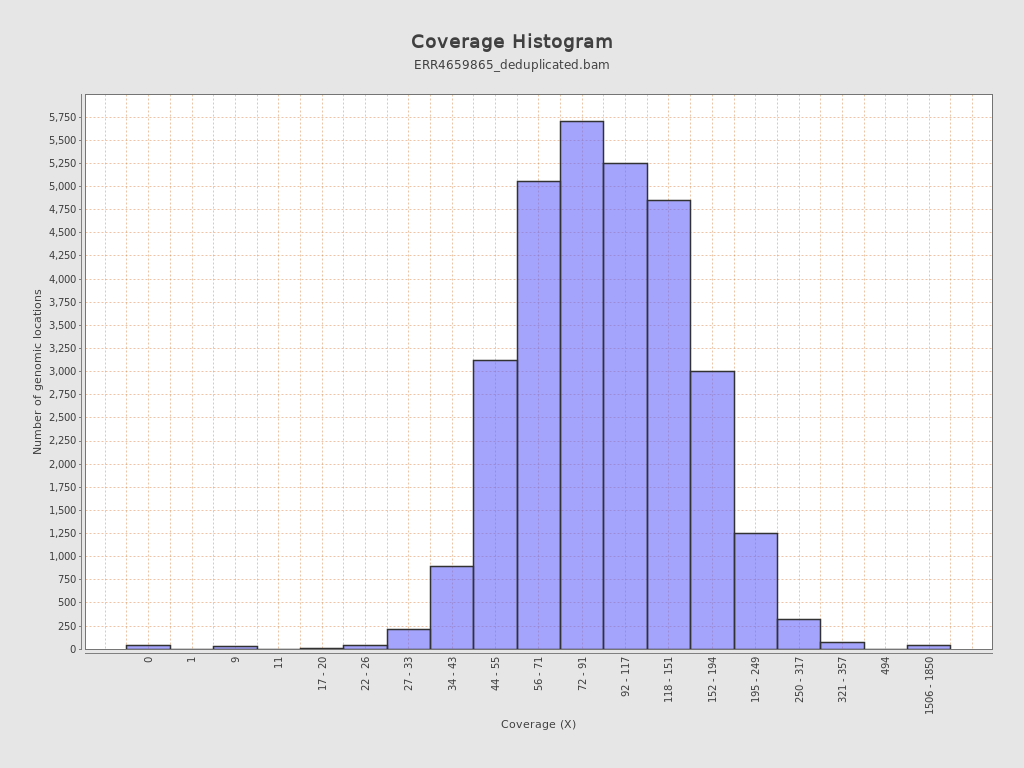 Coverage Histogram
ERR4659865_deduplicated.bam
Number of genomic locations
5,750
5,500
5,250
5,000
4,750
4,500
4,250
4,000
3,750
3,500
3,250
3,000
2,750
2,500
2,250
2,000
1,750
1,500
1,250
1,000
750
500
250
0
0
1
9
11
17 - 20
22 - 26
27 - 33
34 - 43
44 - 55
56 - 71
72 - 91
92 - 117
118 - 151
152 - 194
195 - 249
250 - 317
321 - 357
494
1506 - 1850
Coverage (X)